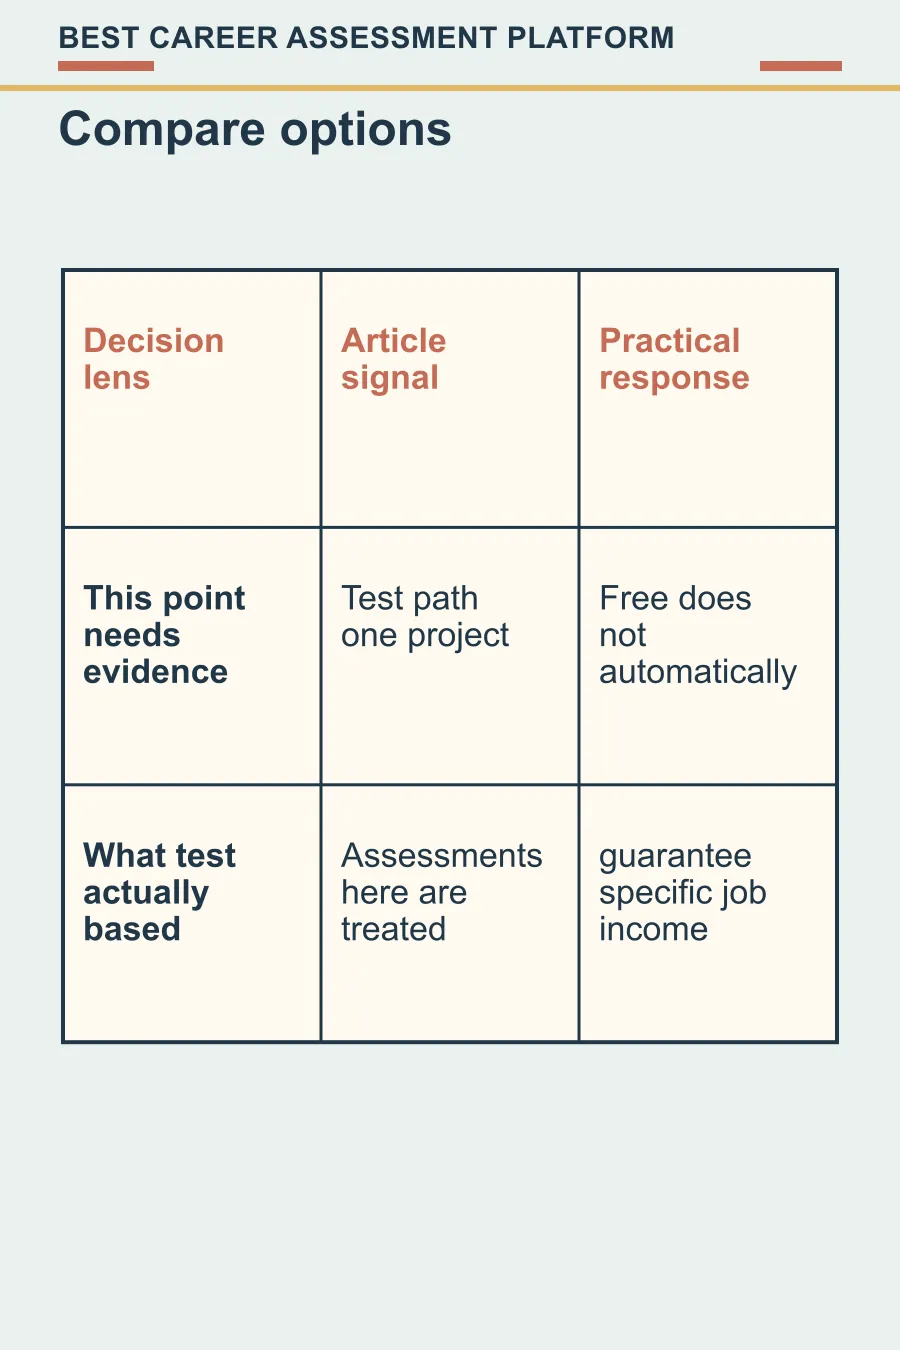 BEST CAREER ASSESSMENT PLATFORM
Compare options
Decision
lens
Article
signal
Practical
response
This point
needs
evidence
Test path
one project
Free does
not
automatically
What test
actually
based
Assessments
here are
treated
guarantee
specific job
income